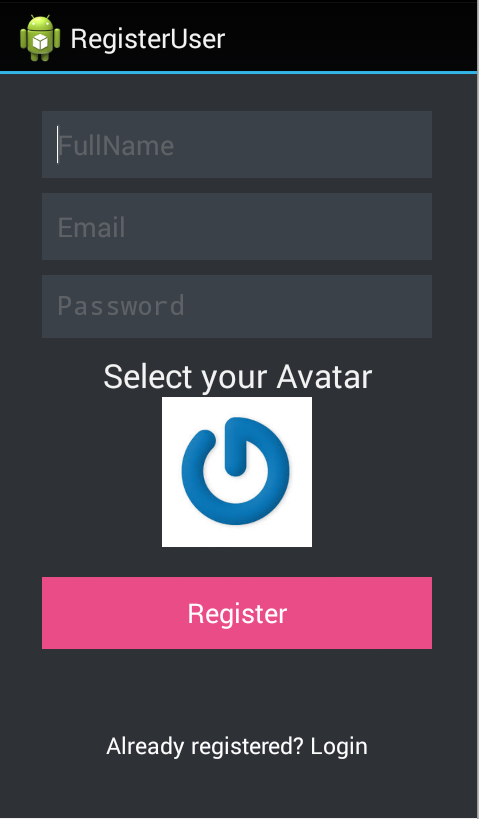 RegisterUser
FullName
Email
Password
Select your Avatar
Register
Already registered? Login